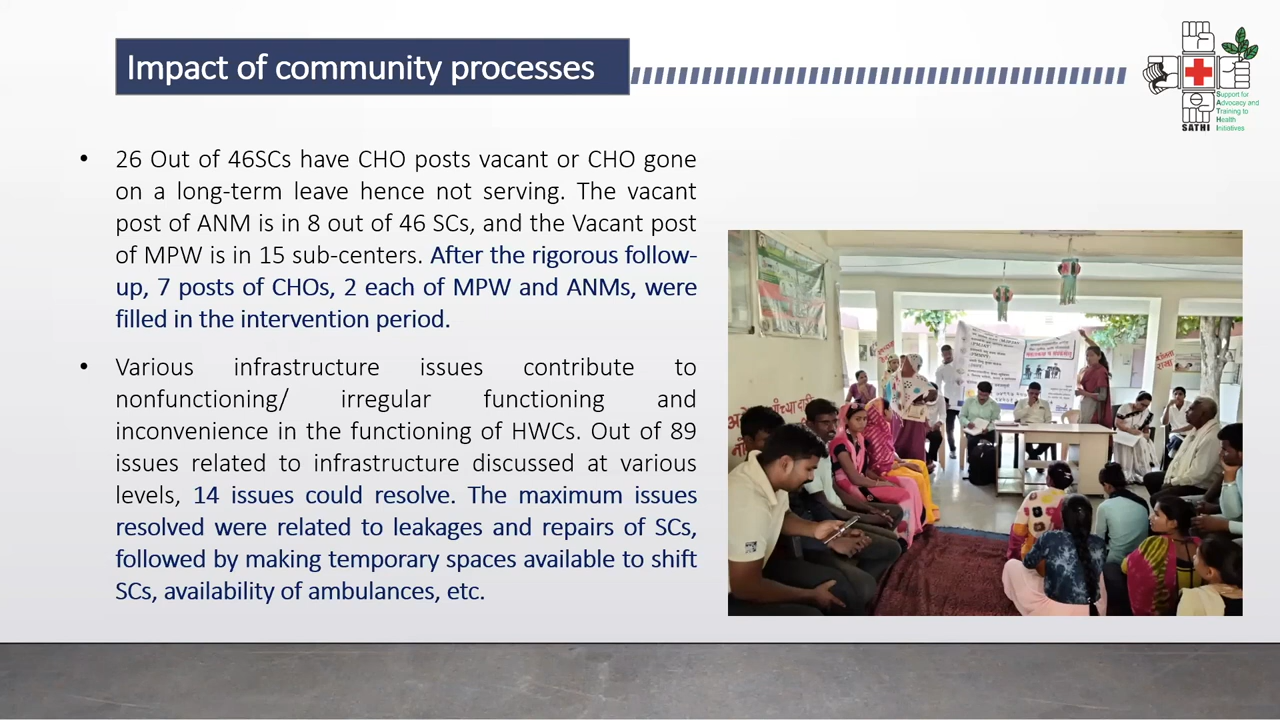 Impact of community processes
Support for
Advocacy and
Training to
Health
Initiatives
SATHI
• 26 Out of 46SCs have CHO posts vacant or CHO gone
on a long-term leave hence not serving. The vacant
post of ANM is in 8 out of 46 SCs, and the Vacant post
of MPW is in 15 sub-centers. After the rigorous follow-
up, 7 posts of CHOs, 2 each of MPW and ANMs, were
filled in the intervention period.
• Various infrastructure issues contribute to
nonfunctioning/ irregular functioning and
inconvenience in the functioning of HWCs. Out of 89
issues related to infrastructure discussed at various
levels, 14 issues could resolve. The maximum issues
resolved were related to leakages and repairs of SCs,
followed by making temporary spaces available to shift
SCs, availability of ambulances, etc.